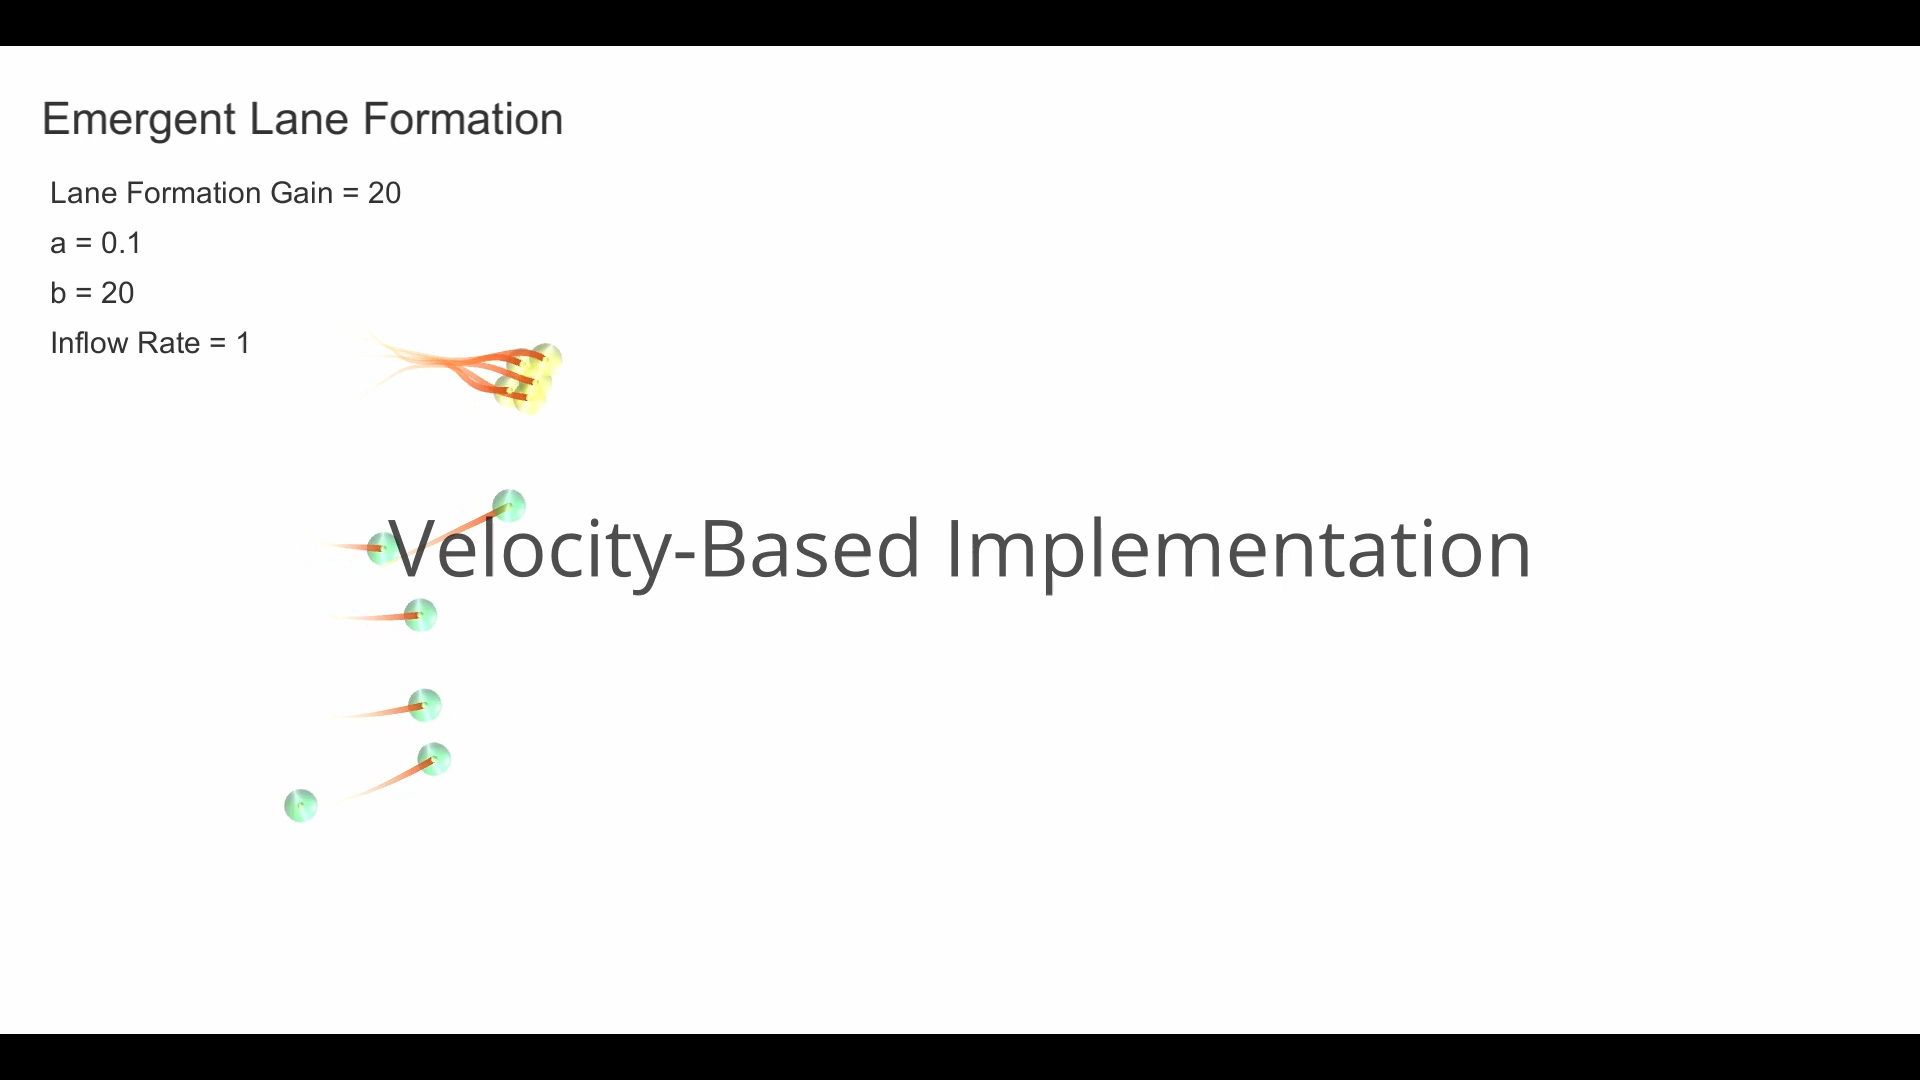 Emergent Lane Formation
Lane Formation Gain = 20
a = 0.1
b = 20
Inflow Rate = 1
Velocity-Based Implementation